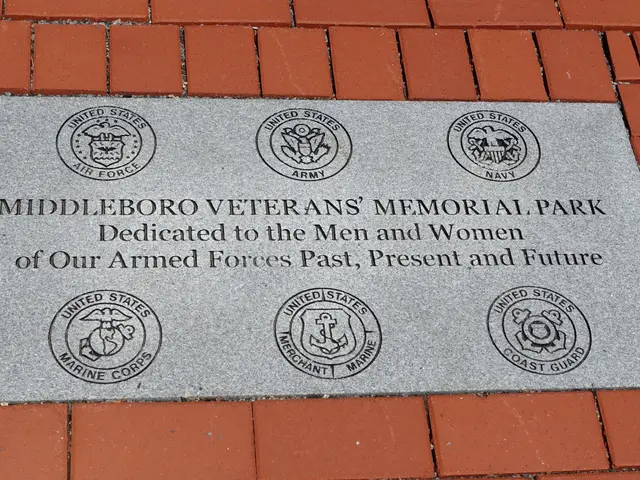 UNITED STATES AIR FORCE
UNITED STATES ARMY
UNITED STATES NAVY
MIDDLEBORO VETERANS' MEMORIAL PARK
Dedicated to the Men and Women
of Our Armed Forces Past, Present and Future
UNITED STATES MARINE CORPS
UNITED STATES MERCHANT MARINE
UNITED STATES COAST GUARD